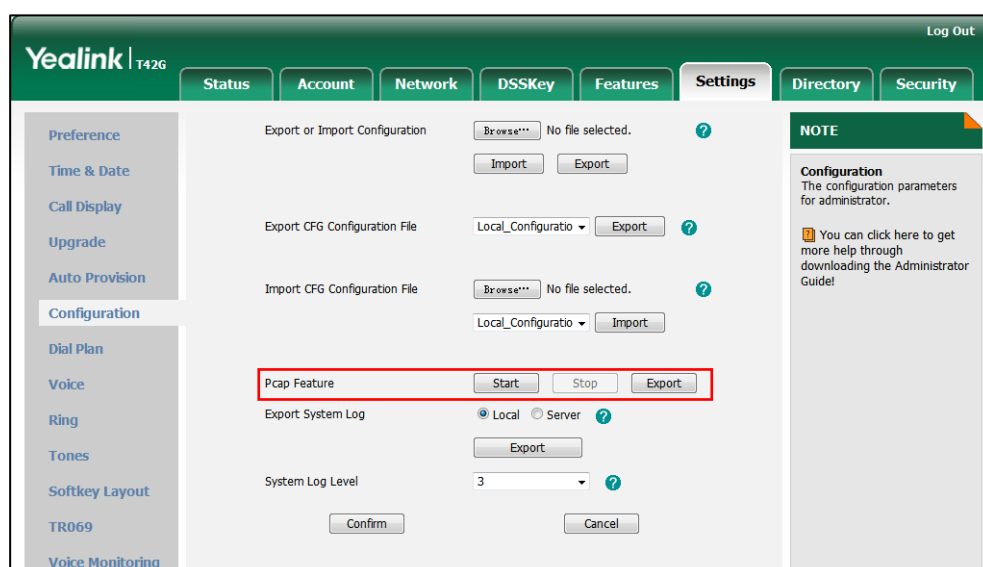 Log Out
Yealink | T42G
Status Account Network DSSKey Features Settings Directory Security
Preference
Time & Date
Call Display
Upgrade
Auto Provision
Configuration
Dial Plan
Voice
Ring
Tones
Softkey Layout
TR069
Voice Monitoring
Export or Import Configuration Browse... No file selected. ?
Import Export
Export CFG Configuration File Local_Configuratio Export ?
Import CFG Configuration File Browse... No file selected. ?
Local_Configuratio Import
Pcap Feature Start Stop Export
Export System Log Local Server ?
Export
System Log Level 3 ?
Confirm Cancel
NOTE
Configuration
The configuration parameters
for administrator.
? You can click here to get
more help through
downloading the Administrator
Guide!